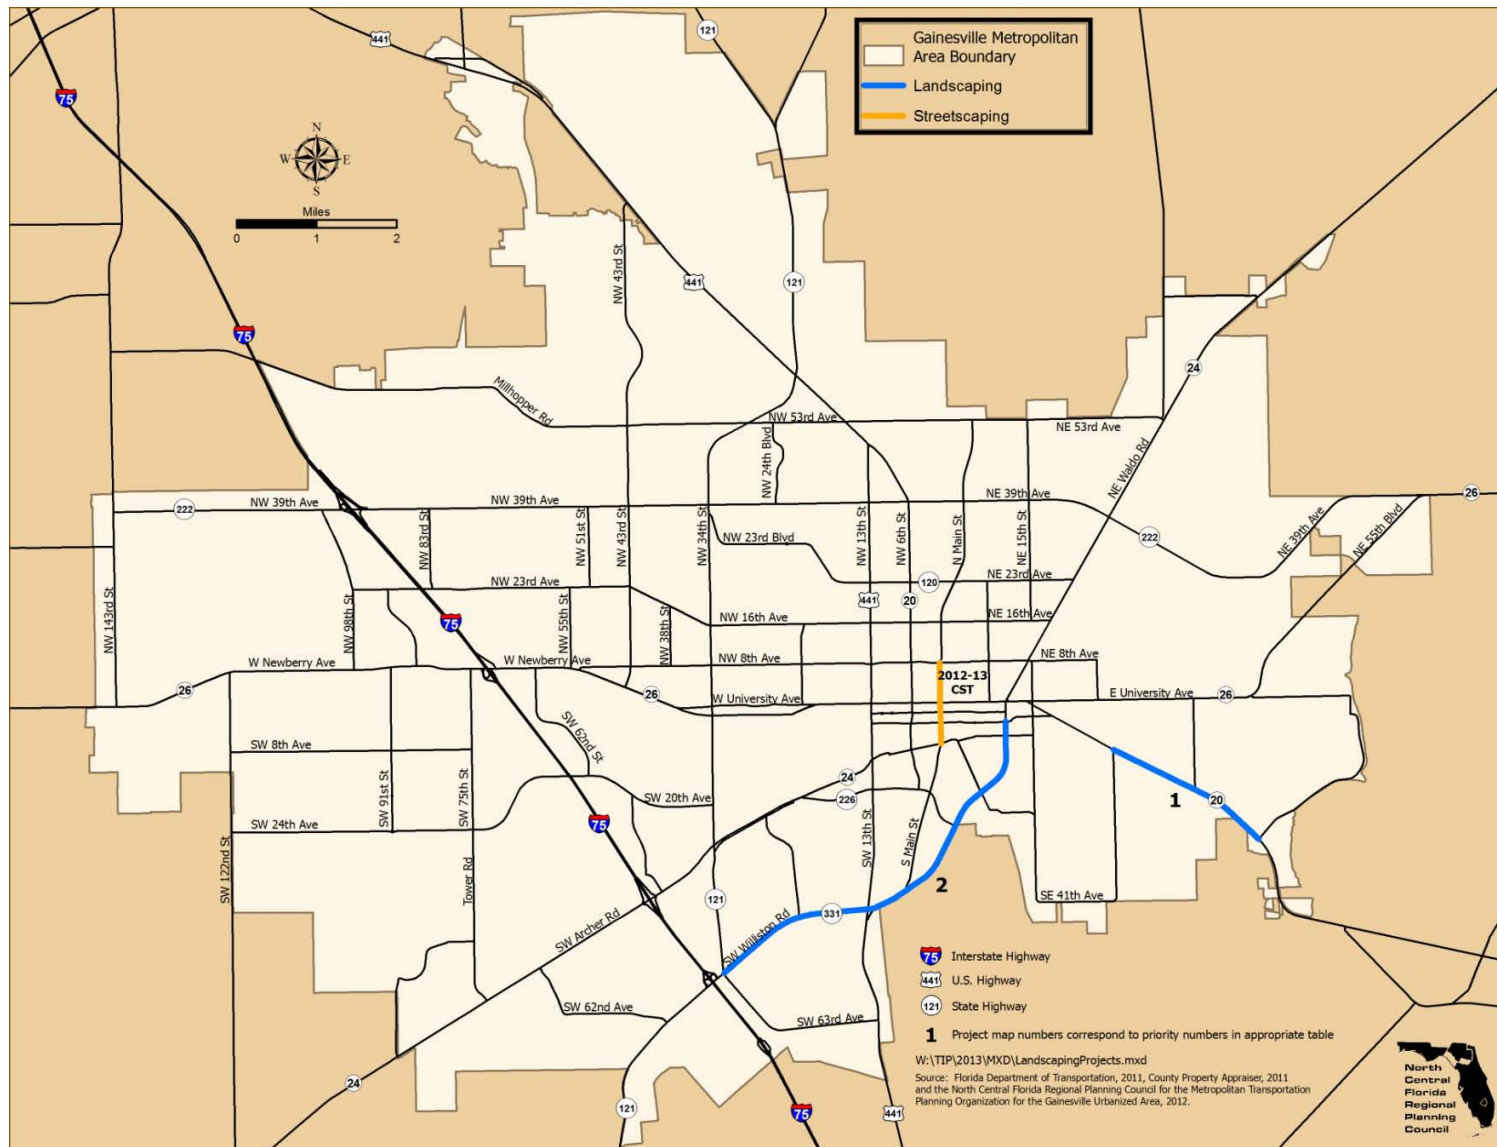 Gainesville Metropolitan
Area Boundary
Landscaping
Streetscaping
441
121
75
N
W
E
S
Miles
0
1
2
NW 43rd St
441
121
75
24
Millhopper Rd
NW 53rd Ave
NE 53rd Ave
NW 24th Blvd
NE Waldo Rd
222
NW 39th Ave
NW 39th Ave
NE 39th Ave
26
NW 83rd St
NW 51st St
NW 43rd St
NW 34th St
NW 23rd Blvd
NW 13th St
NW 6th St
N Main St
NE 15th St
222
NE 39th Ave
NE 55th Blvd
NW 23rd Ave
120
NE 23rd Ave
NW 143rd St
NW 98th St
75
NW 55th St
NW 38th St
441
20
NW 16th Ave
NE 16th Ave
W Newberry Ave
W Newberry Ave
NW 8th Ave
NE 8th Ave
26
26
W University Ave
2012-13
CST
E University Ave
26
SW 62nd St
SW 8th Ave
SW 91st St
SW 75th St
24
226
SW 20th Ave
1
20
SW 24th Ave
75
SW 122nd St
Tower Rd
SW 13th St
S Main St
2
SE 41th Ave
121
331
SW Archer Rd
SW Williston Rd
SW 62nd Ave
SW 63rd Ave
24
121
75
441
75
Interstate Highway
441
U.S. Highway
121
State Highway
1
Project map numbers correspond to priority numbers in appropriate table
W:\TIP\2013\MXD\LandscapingProjects.mxd
Source: Florida Department of Transportation, 2011, County Property Appraiser, 2011
and the North Central Florida Regional Planning Council for the Metropolitan Transportation
Planning Organization for the Gainesville Urbanized Area, 2012.
North
Central
Florida
Regional
Planning
Council